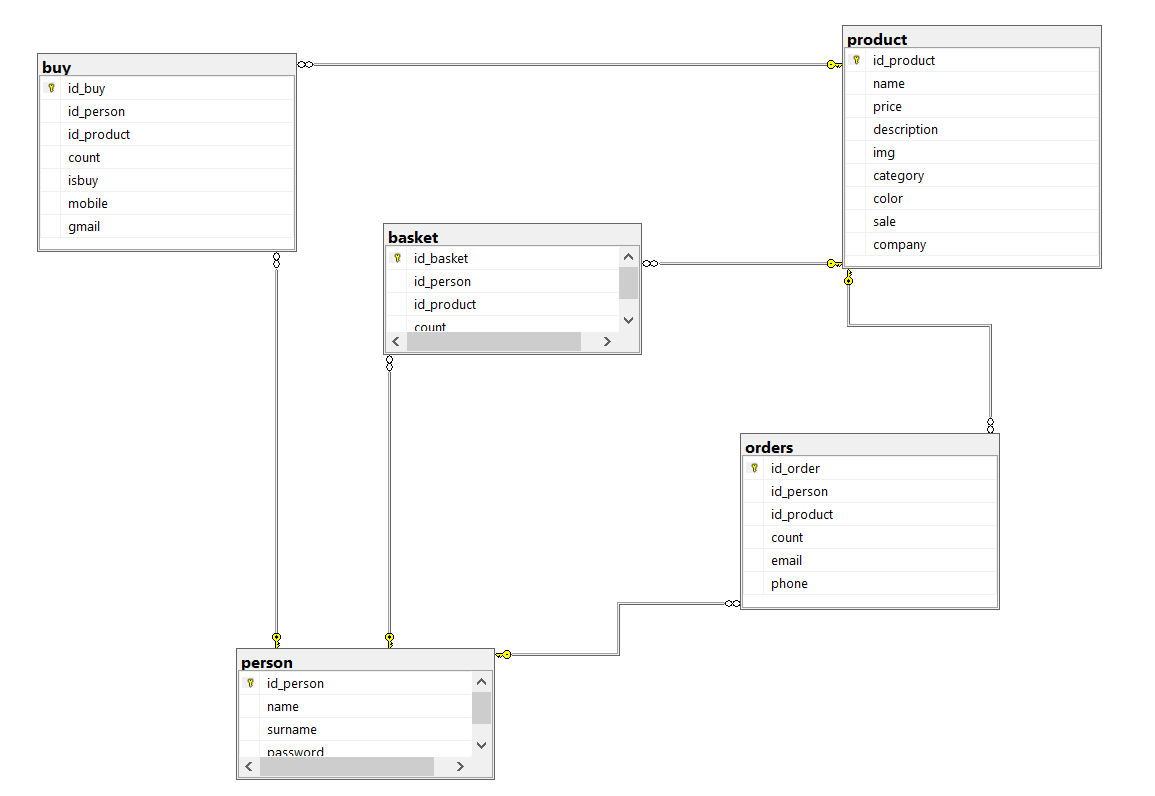 buy
id_buy
id_person
id_product
count
isbuy
mobile
gmail
product
id_product
name
price
description
img
category
color
sale
company
basket
id_basket
id_person
id_product
count
orders
id_order
id_person
id_product
count
email
phone
person
id_person
name
surname
password